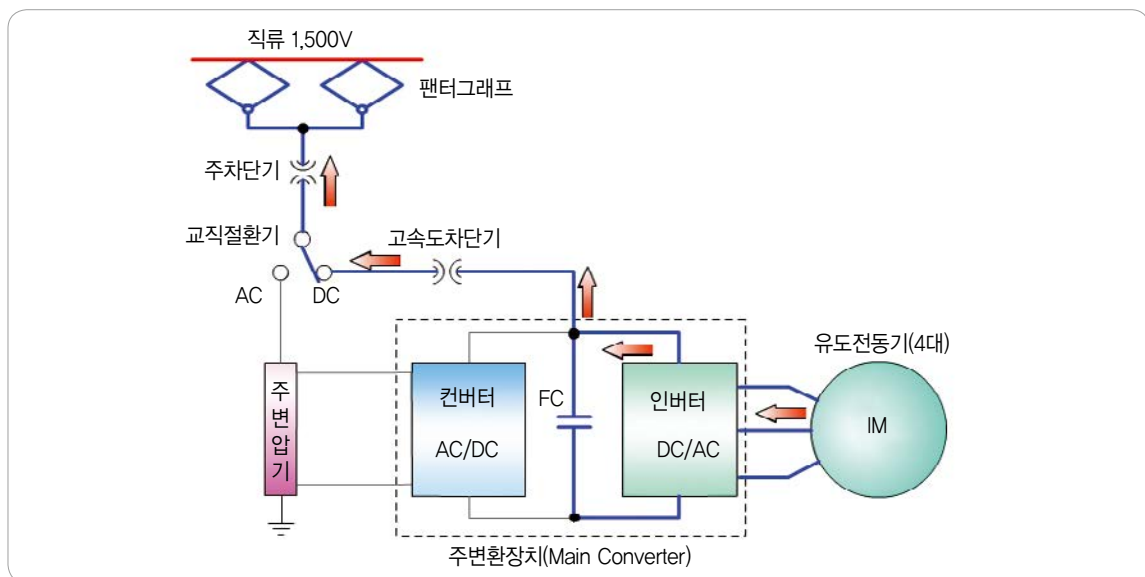 직류 1,500V
팬터그래프
주차단기
교직절환기
고속도차단기
AC
DC
유도전동기(4대)
주변압기
컨버터
AC/DC
FC
인버터
DC/AC
IM
주변환장치(Main Converter)